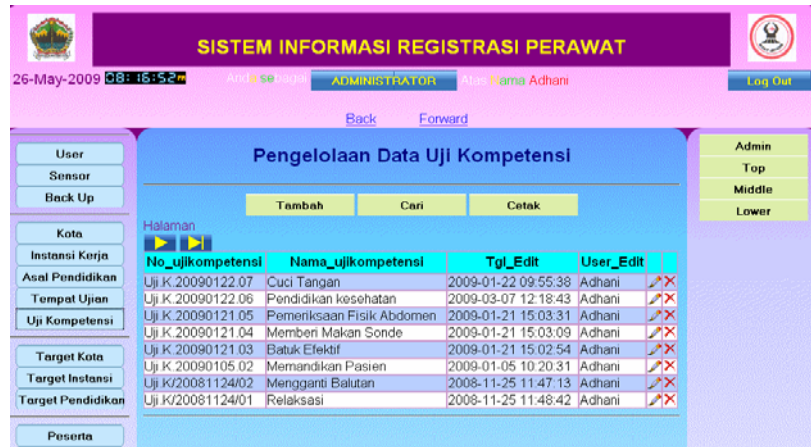 SISTEM INFORMASI REGISTRASI PERAWAT
26-May-2009 08:16:52
Anda sebagai ADMINISTRATOR Atas Nama Adhani
Log Out
Back Forward
User
Sensor
Back Up
Kota
Instansi Kerja
Asal Pendidikan
Tempat Ujian
Uji Kompetensi
Target Kota
Target Instansi
Target Pendidikan
Peserta
Pengelolaan Data Uji Kompetensi
Tambah Cari Cetak
Halaman
No_ujikompetensi Nama_ujikompetensi Tgl_Edit User_Edit
Uji.K.20090122.07 Cuci Tangan 2009-01-22 09:55:38 Adhani
Uji.K.20090122.06 Pendidikan kesehatan 2009-03-07 12:18:43 Adhani
Uji.K.20090121.05 Pemeriksaan Fisik Abdomen 2009-01-21 15:03:31 Adhani
Uji.K.20090121.04 Memberi Makan Sonde 2009-01-21 15:03:09 Adhani
Uji.K.20090121.03 Batuk Efektif 2009-01-21 15:02:54 Adhani
Uji.K.20090105.02 Memandikan Pasien 2009-01-05 10:20:31 Adhani
Uji.K/20081124/02 Mengganti Balutan 2008-11-25 11:47:13 Adhani
Uji.K/20081124/01 Relaksasi 2008-11-25 11:48:42 Adhani
Admin
Top
Middle
Lower